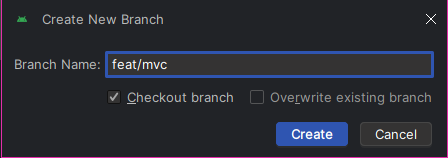 Create New Branch
Branch Name: feat/mvc
Checkout branch Overwrite existing branch
Create Cancel